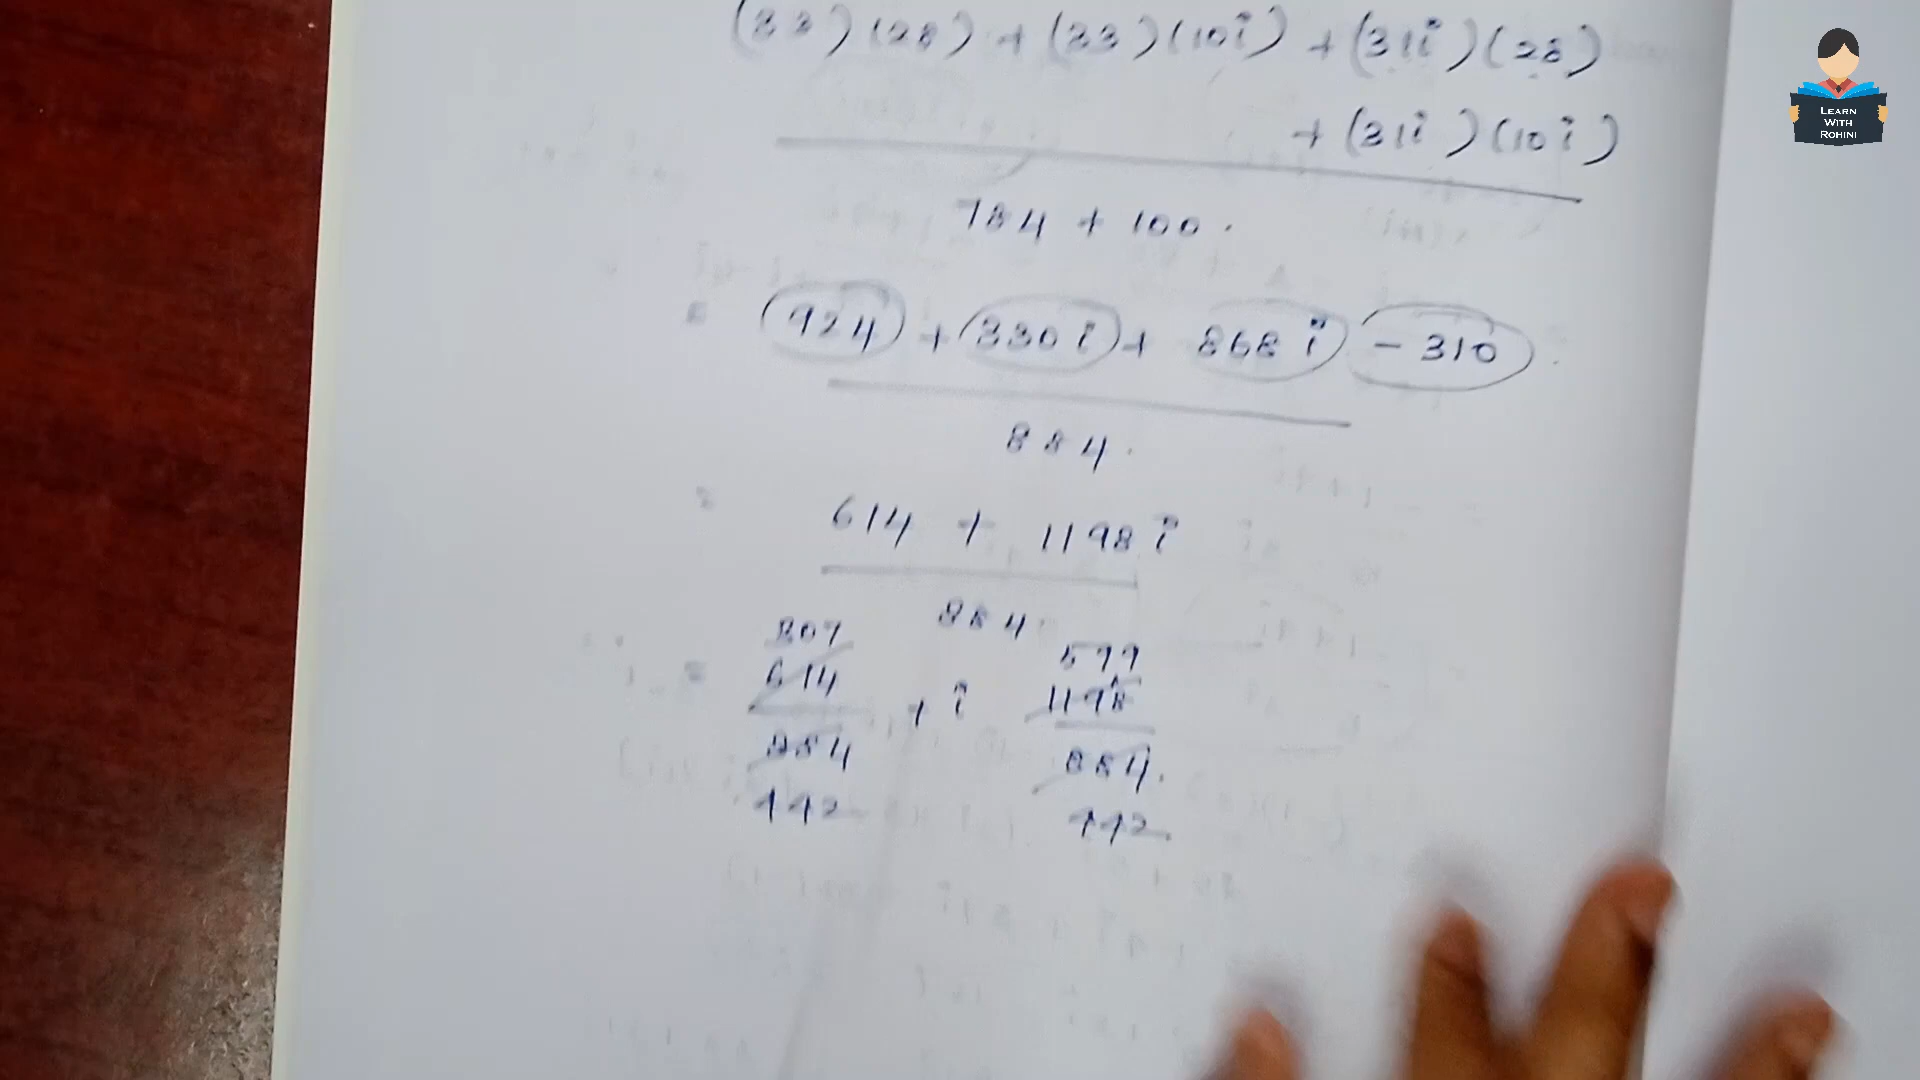 (33)(28) + (33)(10i) + (31i)(28)
+ (31i)(10i)
784 + 100.
= (924) + (330i) + 868i) (-310)
884.
= 614 + 1198i
884.
307 599
= 614 + i 1198
884 884.
442 442.
LEARN
WITH
ROHINI